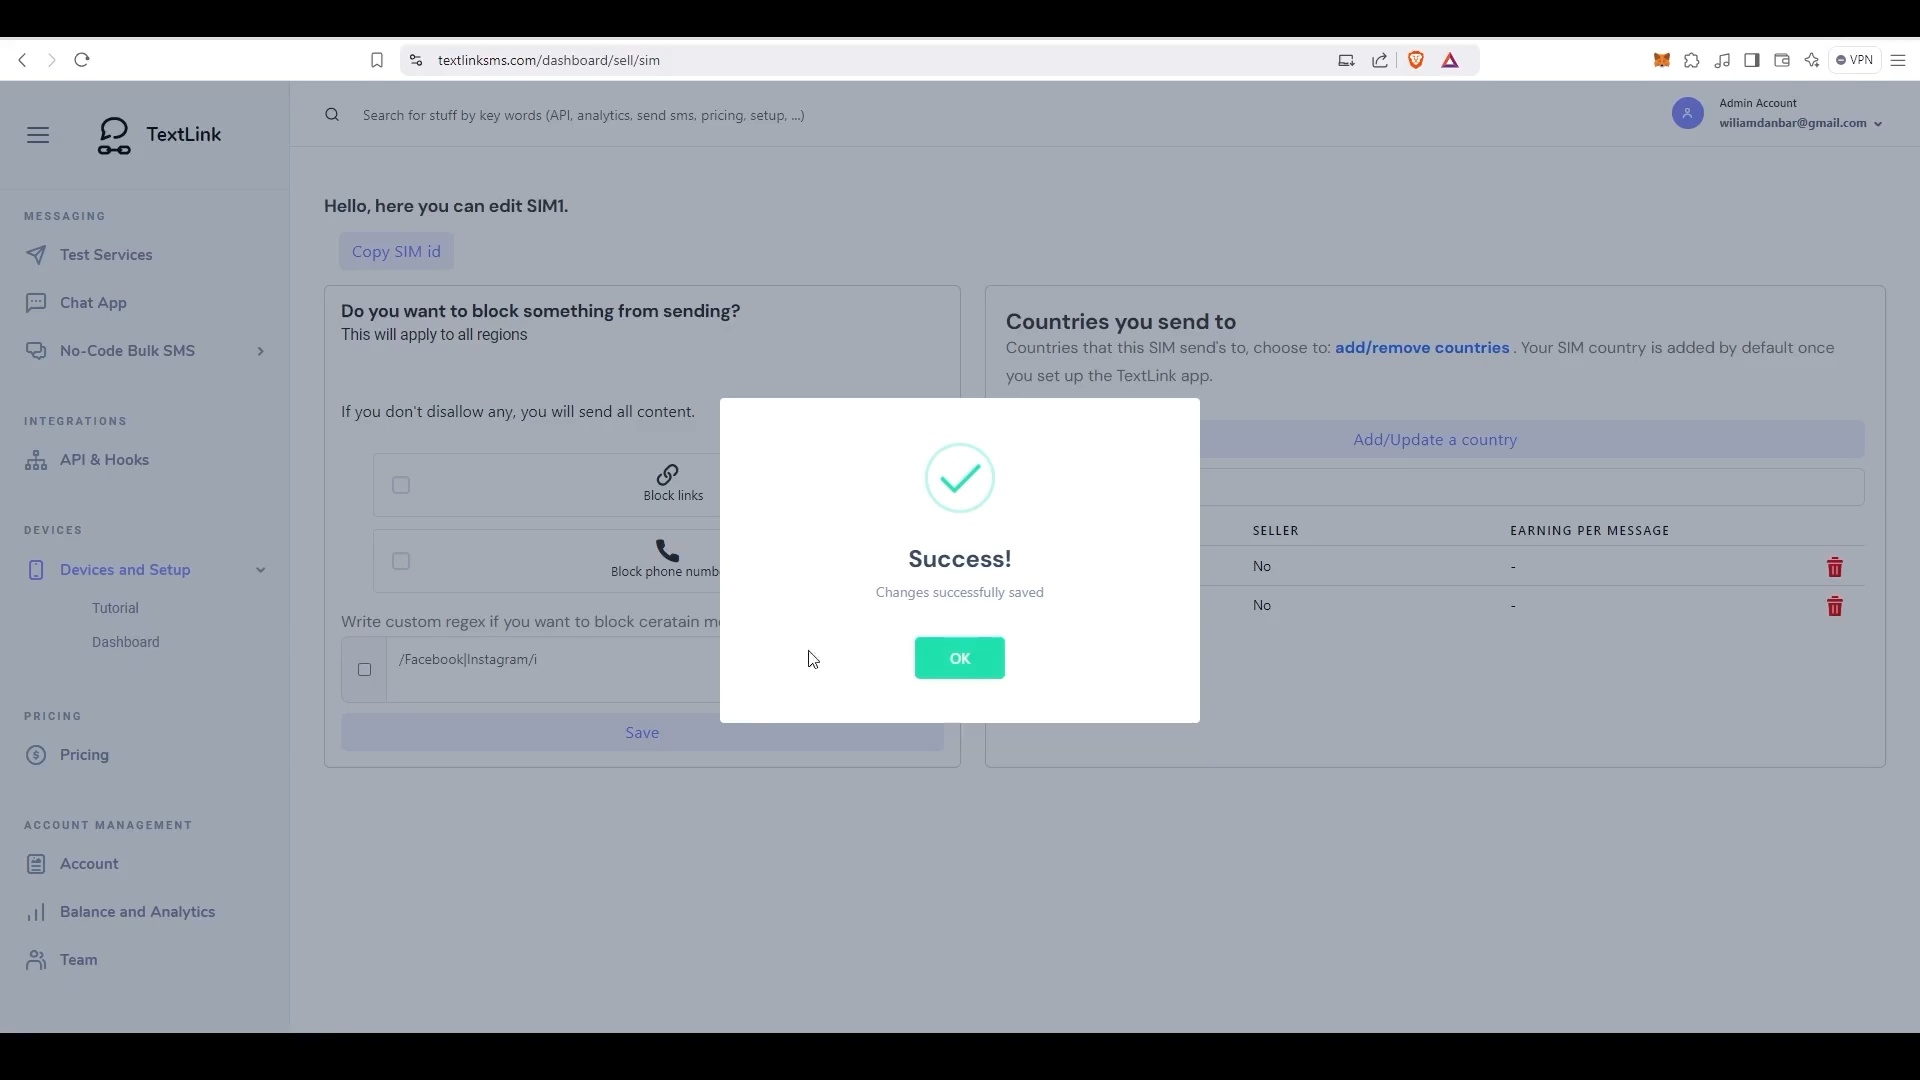 textlinksms.com/dashboard/sell/sim
VPN
TextLink
Search for stuff by key words (API, analytics, send sms, pricing, setup, ...)
Admin Account
wiliamdanbar@gmail.com
MESSAGING
Test Services
Chat App
No-Code Bulk SMS
INTEGRATIONS
API & Hooks
DEVICES
Devices and Setup
Tutorial
Dashboard
PRICING
Pricing
ACCOUNT MANAGEMENT
Account
Balance and Analytics
Team
Hello, here you can edit SIM1.
Copy SIM id
Do you want to block something from sending?
This will apply to all regions
If you don't disallow any, you will send all content.
Block links
Block phone numb
Write custom regex if you want to block ceratain m
/Facebook|Instagram/i
Save
Countries you send to
Countries that this SIM send's to, choose to: add/remove countries . Your SIM country is added by default once
you set up the TextLink app.
Add/Update a country
SELLER EARNING PER MESSAGE
No -
No -
Success!
Changes successfully saved
OK